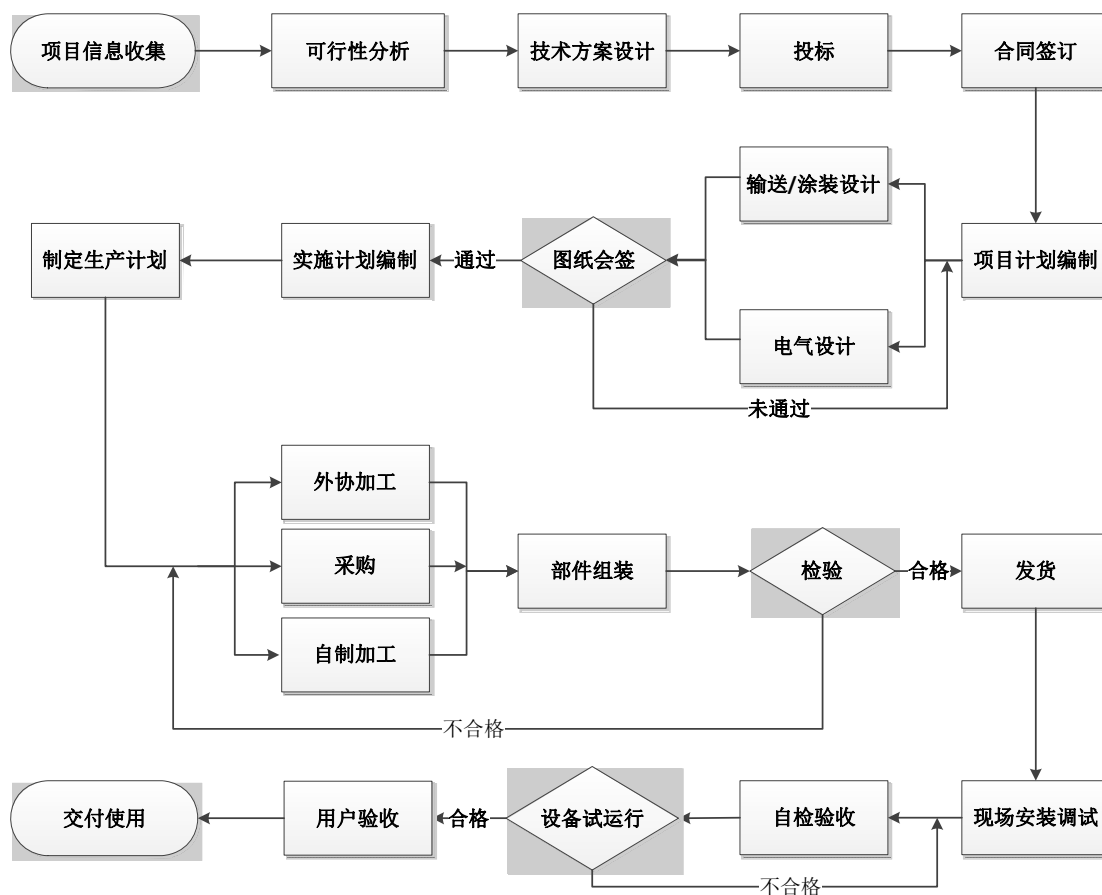 项目信息收集
可行性分析
技术方案设计
投标
合同签订
输送/涂装设计
制定生产计划
实施计划编制
通过
图纸会签
项目计划编制
电气设计
未通过
外协加工
采购
部件组装
检验
合格
发货
自制加工
不合格
交付使用
用户验收
合格
设备试运行
自检验收
现场安装调试
不合格